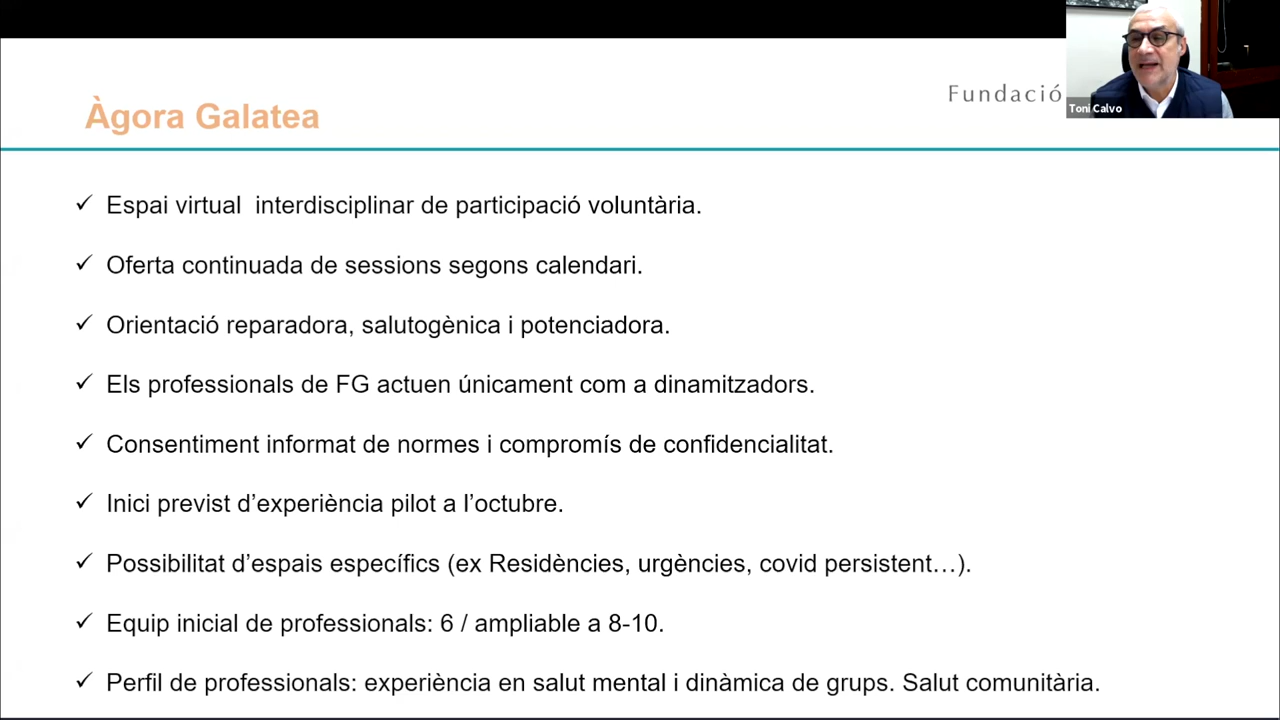 Fundació
Toni Calvo
Àgora Galatea
Espai virtual interdisciplinar de participació voluntària.
Oferta continuada de sessions segons calendari.
Orientació reparadora, salutogènica i potenciadora.
Els professionals de FG actuen únicament com a dinamitzadors.
Consentiment informat de normes i compromís de confidencialitat.
Inici previst d’experiència pilot a l’octubre.
Possibilitat d’espais específics (ex Residències, urgències, covid persistent…).
Equip inicial de professionals: 6 / ampliable a 8-10.
Perfil de professionals: experiència en salut mental i dinàmica de grups. Salut comunitària.